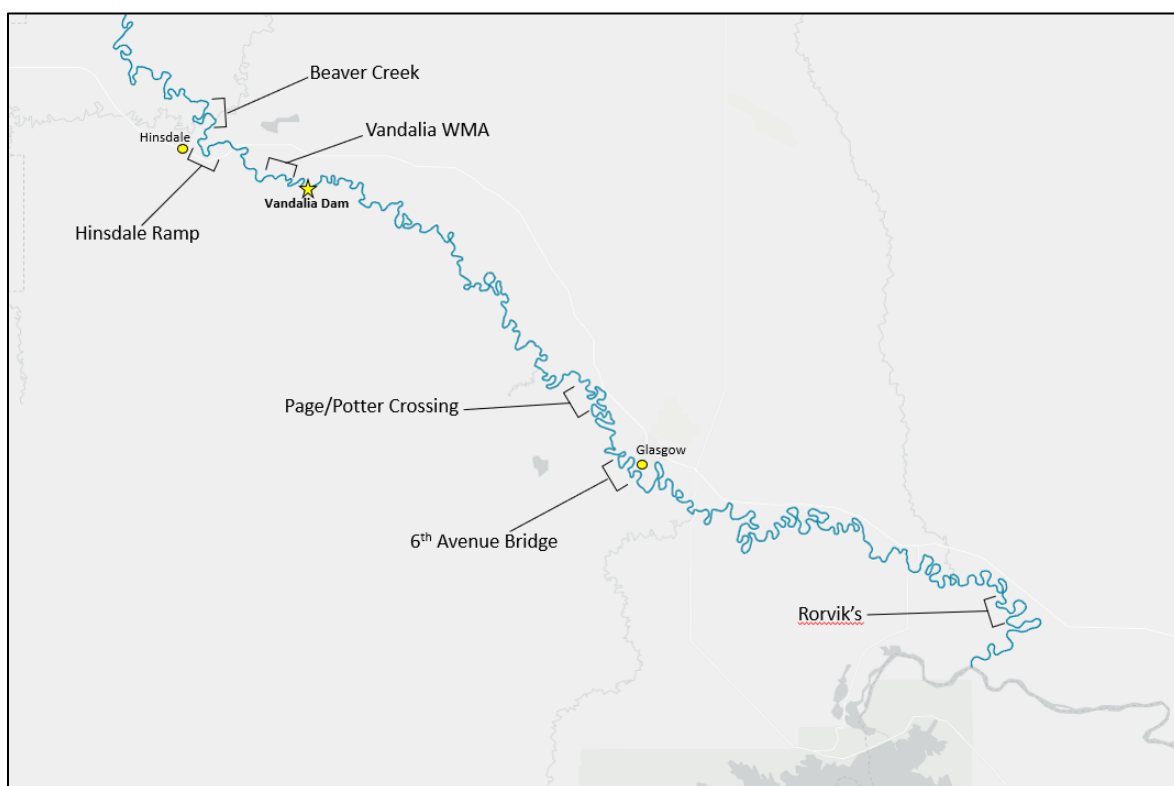 Beaver Creek
Hinsdale
Vandalia WMA
Vandalia Dam
Hinsdale Ramp
Page/Potter Crossing
Glasgow
6th Avenue Bridge
Rorvik's